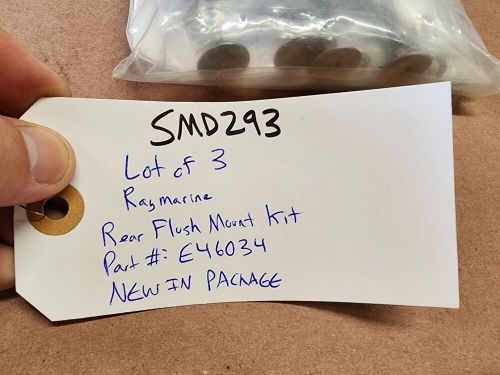 SMD293
Lot of 3
Raymarine
Rear Flush Mount Kit
Part #: E46034
NEW IN PACKAGE